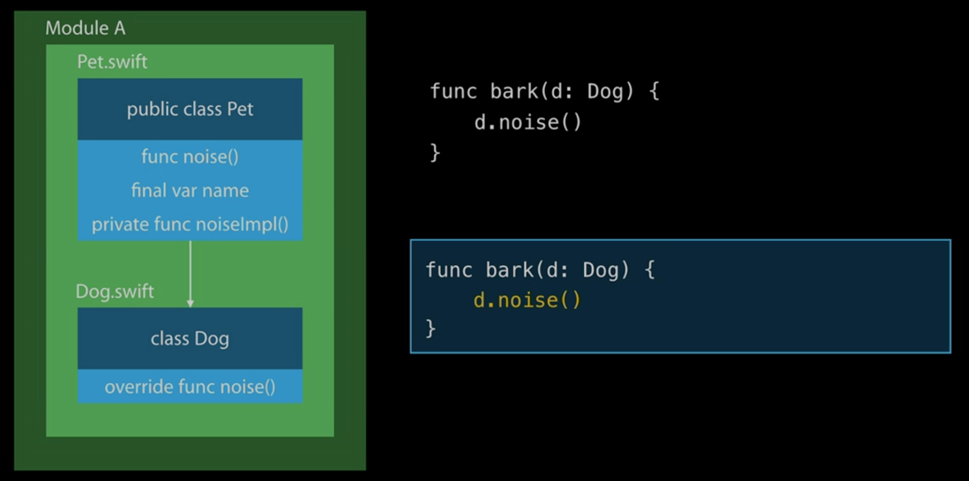 Module A
Pet.swift
public class Pet
func noise()
final var name
private func noiseImpl()
Dog.swift
class Dog
override func noise()
func bark(d: Dog) {
    d.noise()
}
func bark(d: Dog) {
    d.noise()
}